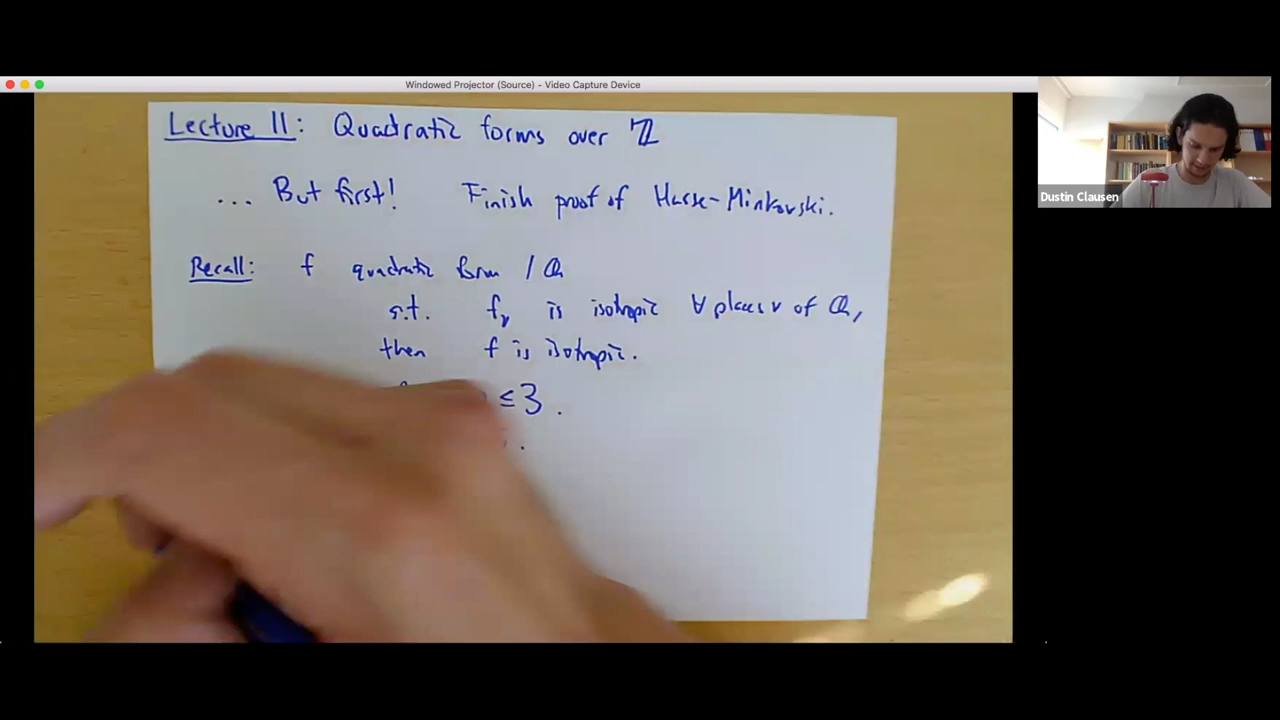 Windowed Projector (Source) - Video Capture Device
Lecture 11: Quadratic forms over ℤ
... But first! Finish proof of Hasse-Minkowski.
Recall: f quadratic form / ℚ
s.t. f_v is isotropic ∀ places v of ℚ,
then f is isotropic.
≤ 3.
Dustin Clausen